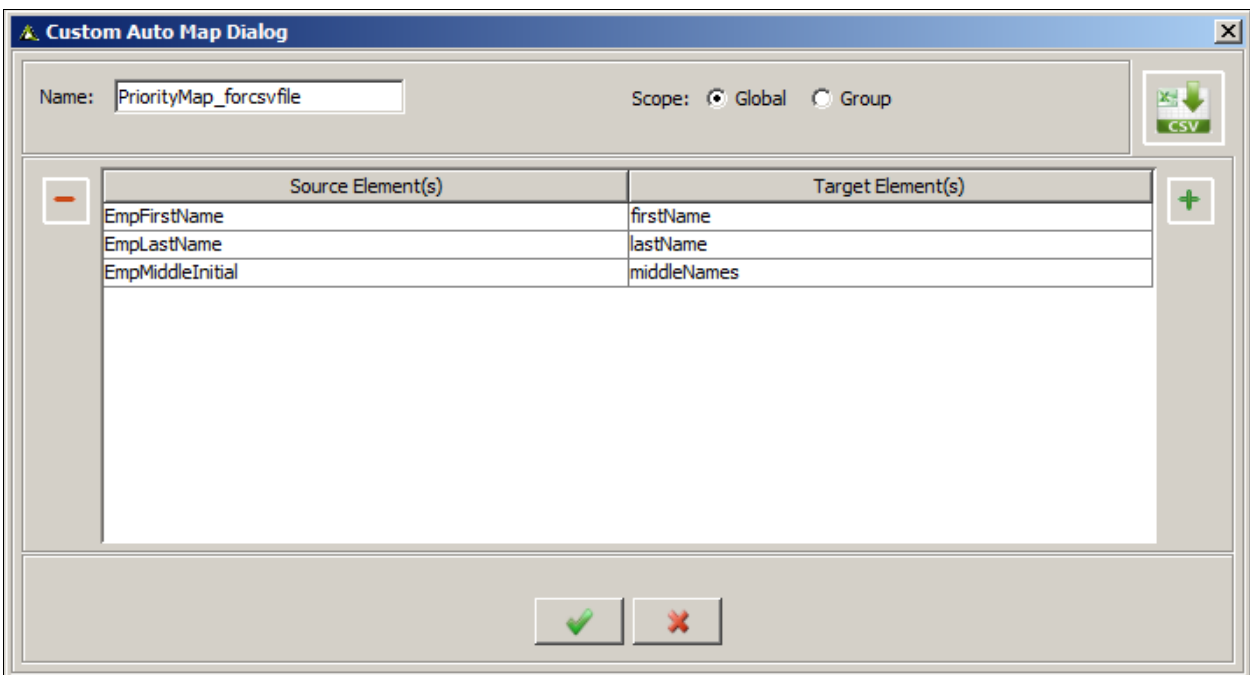 Custom Auto Map Dialog
Name: PriorityMap_forcsvfile Scope: Global Group
CSV
Source Element(s) Target Element(s)
EmpFirstName firstName
EmpLastName lastName
EmpMiddleInitial middleNames